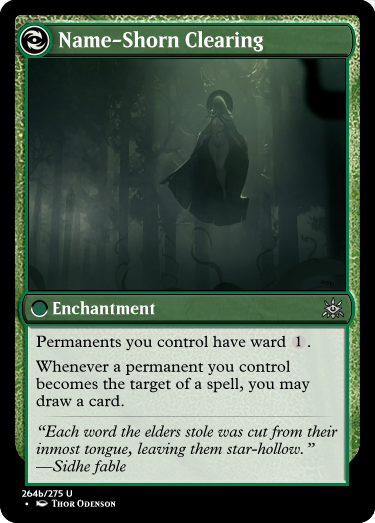 Name-Shorn Clearing
Enchantment
Permanents you control have ward 1.
Whenever a permanent you control
becomes the target of a spell, you may
draw a card.
“Each word the elders stole was cut from their
inmost tongue, leaving them star-hollow.”
—Sidhe fable
264b/275 U
• Thor Odenson